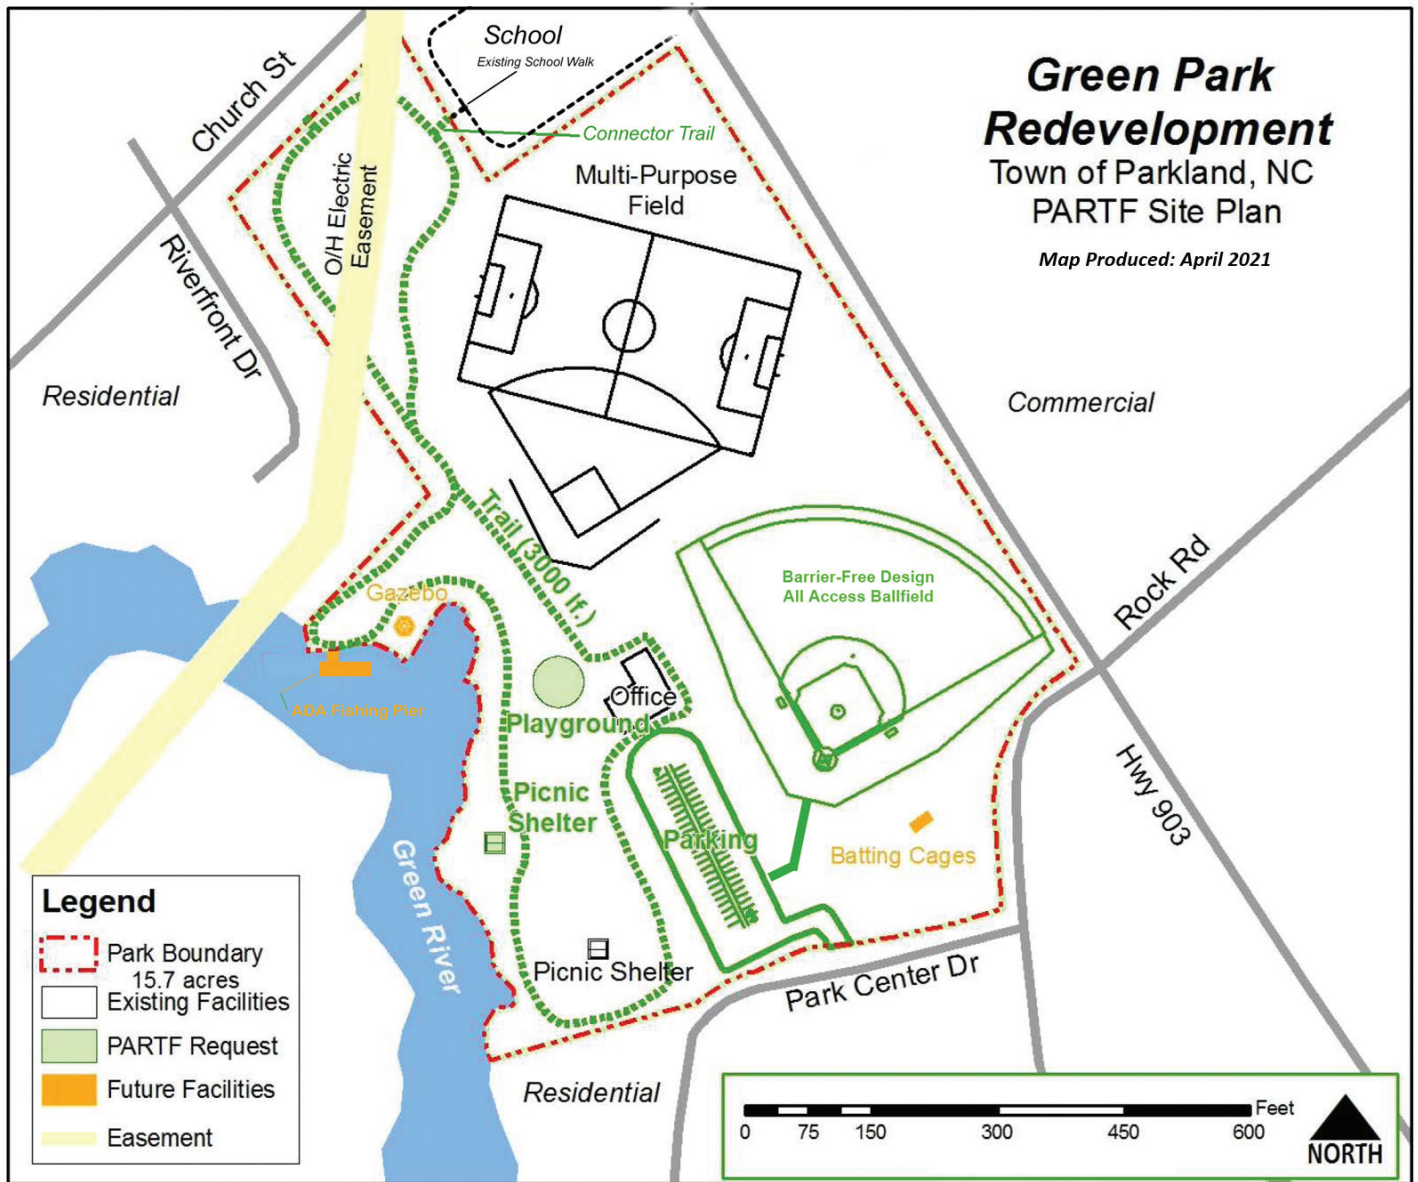 Green Park
Redevelopment
Town of Parkland, NC
PARTF Site Plan
Map Produced: April 2021
School
Existing School Walk
Connector Trail
Church St
Riverfront Dr
O/H Electric
Easement
Multi-Purpose
Field
Residential
Commercial
Trail (3000 lf.)
Barrier-Free Design
All Access Ballfield
Rock Rd
Gazebo
ADA Fishing Pier
Office
Playground
Picnic
Shelter
Parking
Batting Cages
Hwy 903
Green River
Picnic Shelter
Park Center Dr
Residential
Legend
Park Boundary
15.7 acres
Existing Facilities
PARTF Request
Future Facilities
Easement
Feet
0 75 150 300 450 600
NORTH